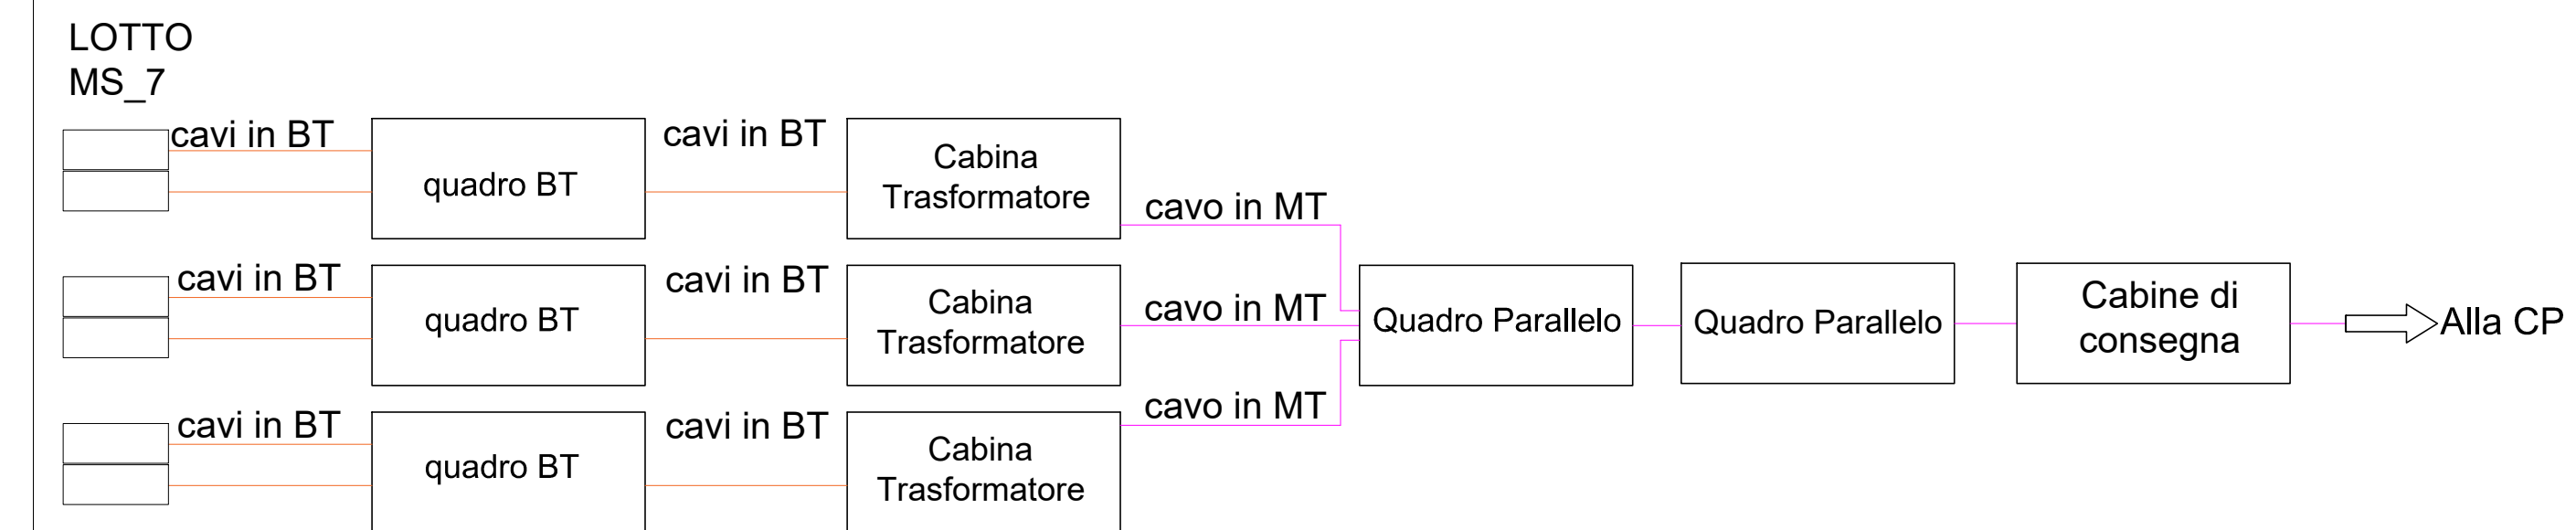 LOTTO
MS_7
cavi in BT
cavi in BT
quadro BT
Cabina
Trasformatore
cavo in MT
cavi in BT
cavi in BT
quadro BT
Cabina
Trasformatore
cavo in MT
Quadro Parallelo
Quadro Parallelo
Cabine di
consegna
Alla CP
cavo in MT
cavi in BT
cavi in BT
quadro BT
Cabina
Trasformatore